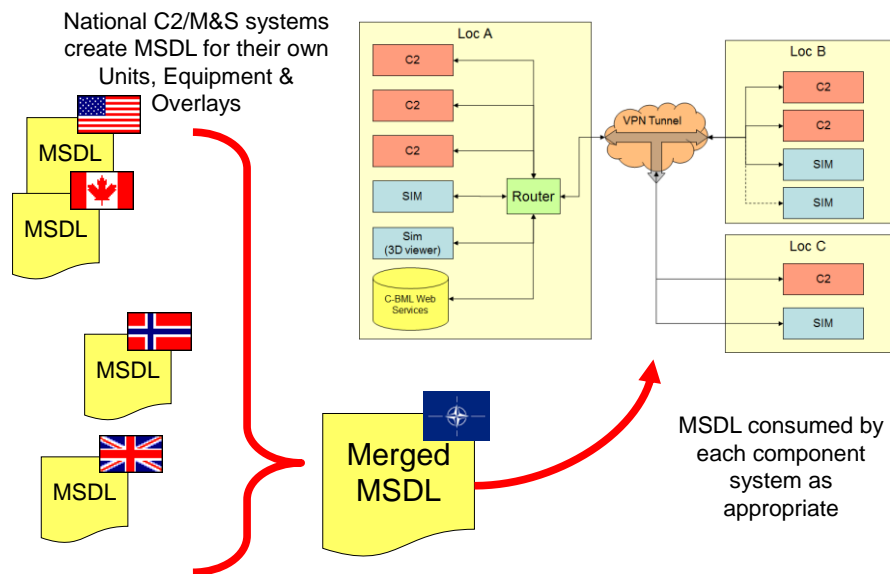 National C2/M&S systems
create MSDL for their own
Units, Equipment &
Overlays
MSDL
MSDL
MSDL
MSDL
Merged
MSDL
Loc A
C2
C2
C2
SIM
Sim
(3D viewer)
C-BML Web
Services
Router
VPN Tunnel
Loc B
C2
C2
SIM
SIM
Loc C
C2
SIM
MSDL consumed by
each component
system as
appropriate